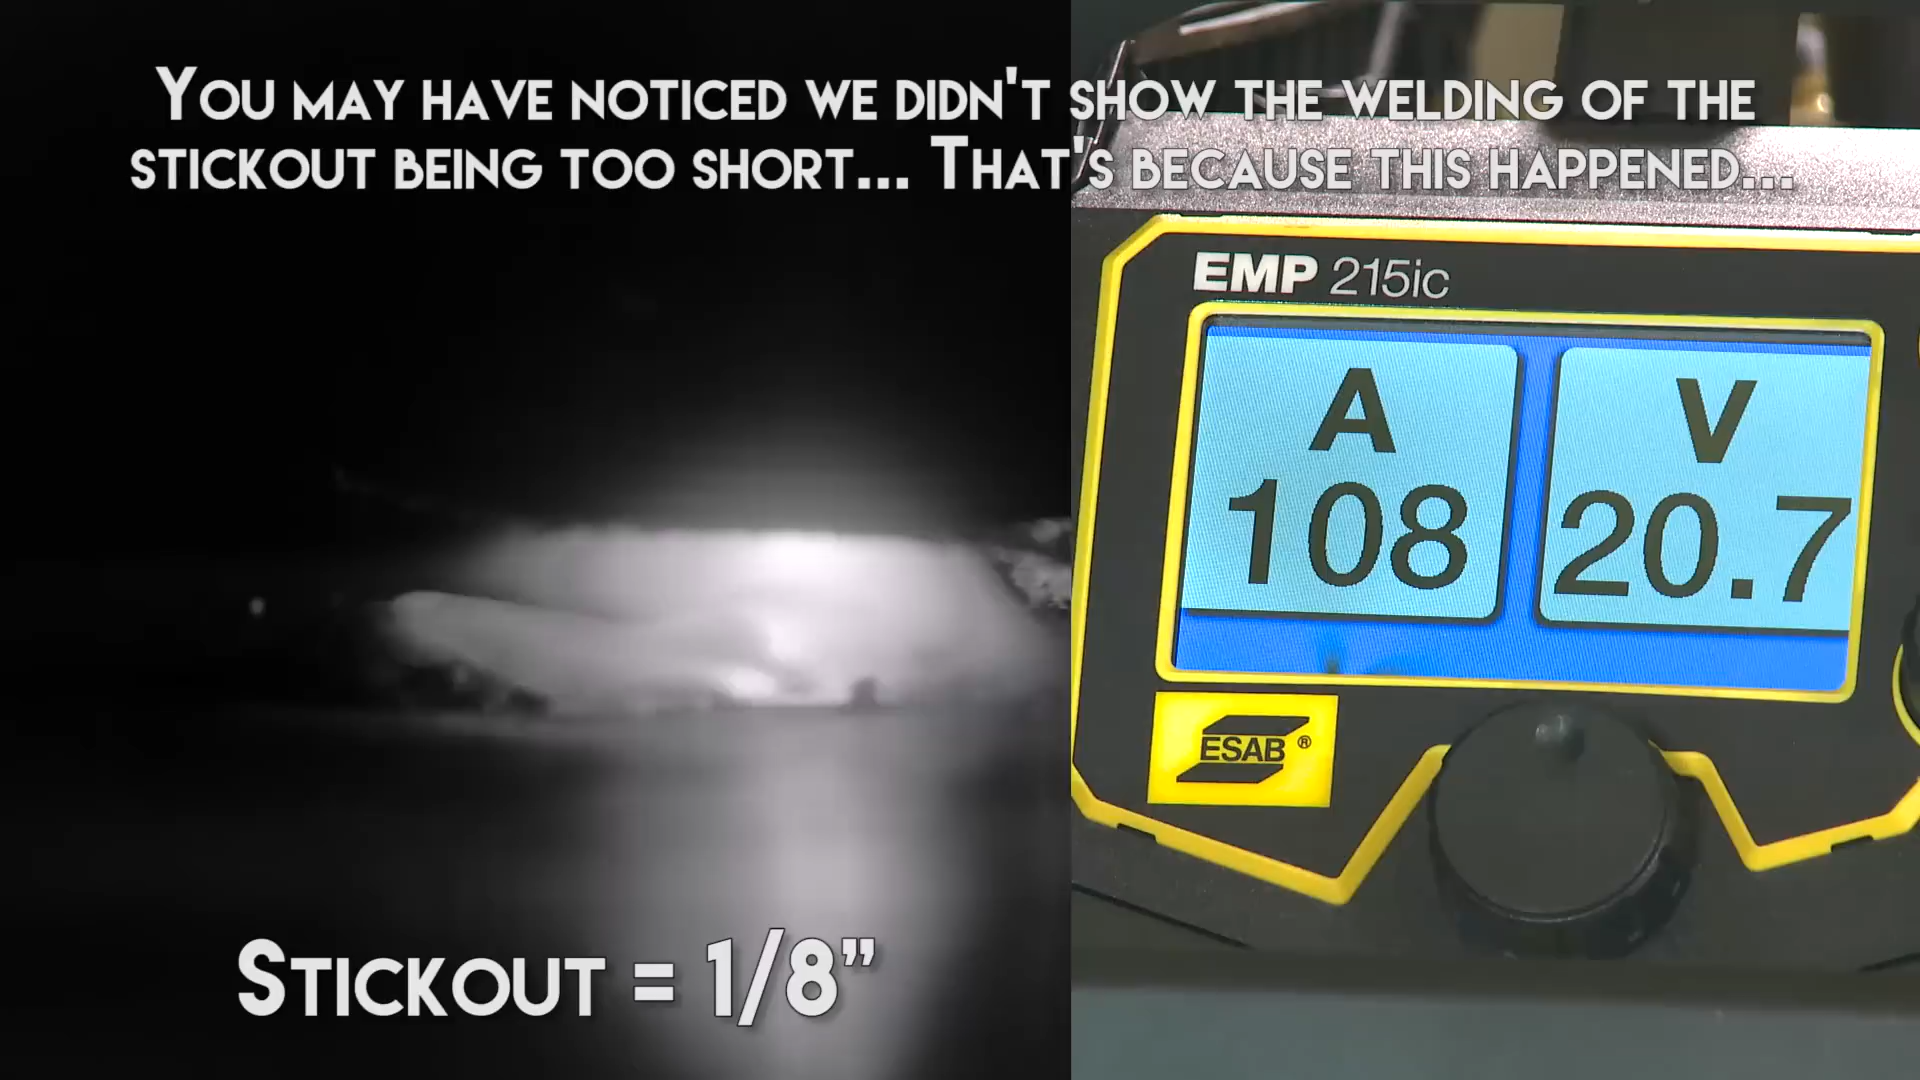 You may have noticed we didn't show the welding of the
stickout being too short... That's because this happened...
EMP 215ic
A V
108 20.7
ESAB ®
Stickout = 1/8”